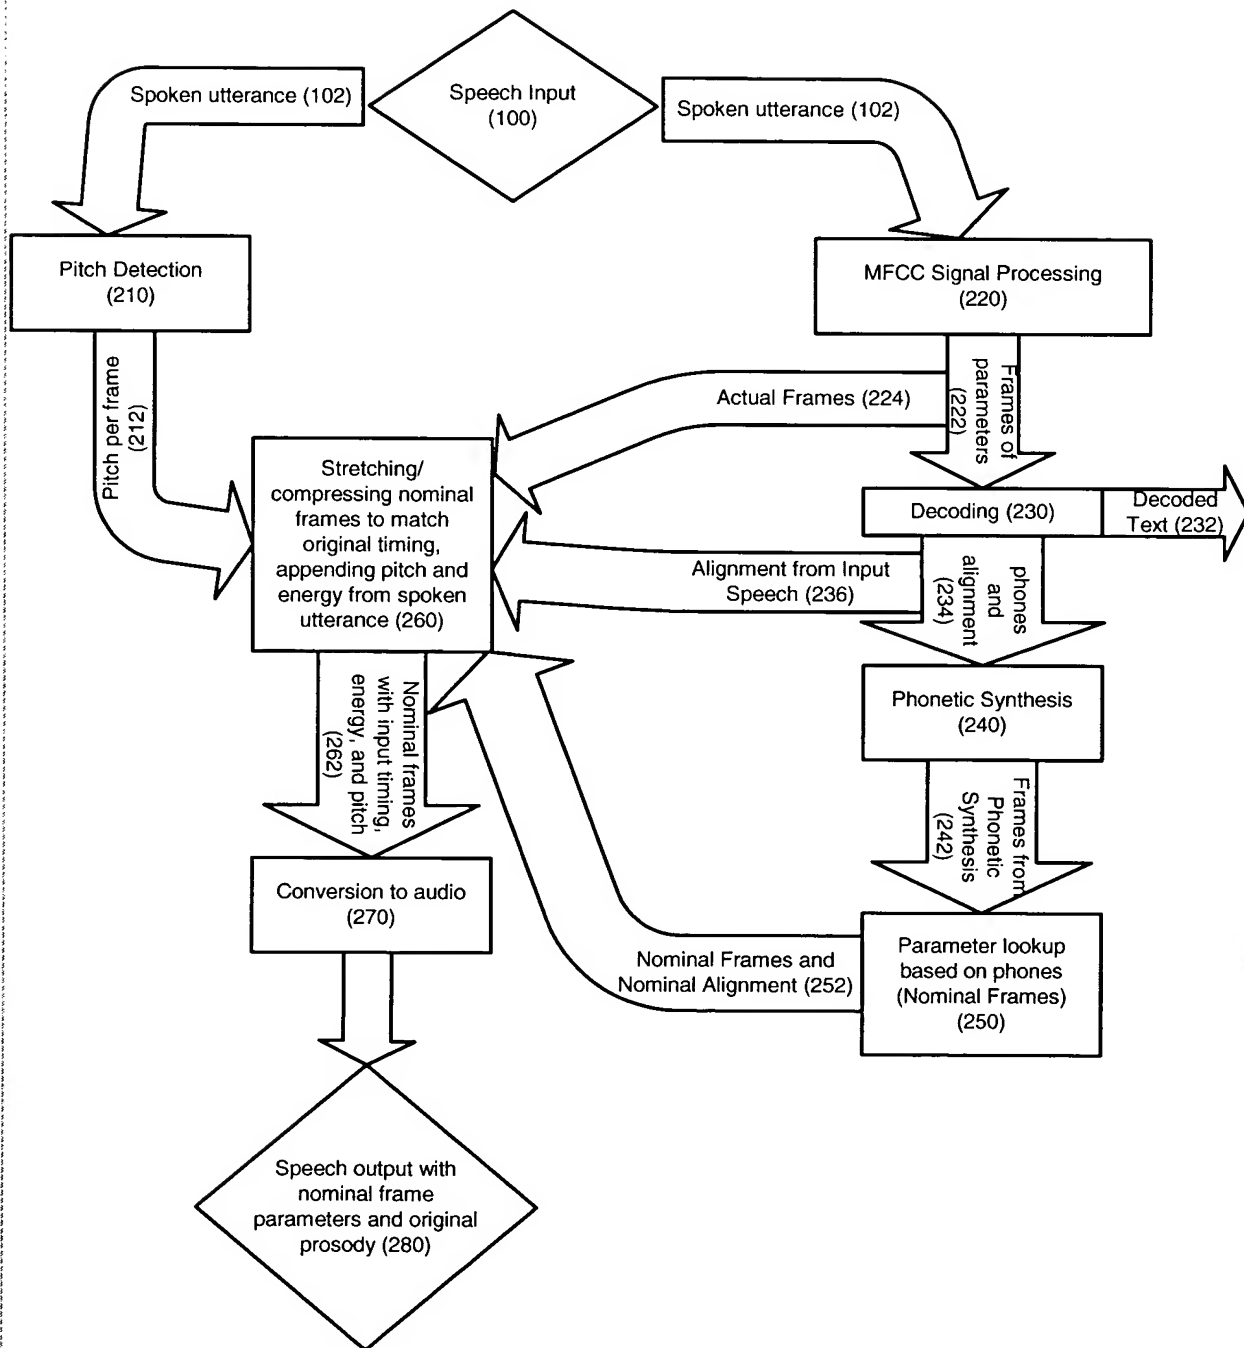 Spoken utterance (102)
Speech Input
(100)
Spoken utterance (102)
Pitch Detection
(210)
MFCC Signal Processing
(220)
Pitch per frame
(212)
Frames of
parameters
(222)
Actual Frames (224)
Stretching/
compressing nominal
frames to match
original timing,
appending pitch and
energy from spoken
utterance (260)
Decoding (230)
Decoded
Text (232)
Alignment from Input
Speech (236)
phones
and
alignment
(234)
Phonetic Synthesis
(240)
Nominal frames
with input timing,
energy, and pitch
(262)
Frames from
Phonetic
Synthesis
(242)
Conversion to audio
(270)
Parameter lookup
based on phones
(Nominal Frames)
(250)
Nominal Frames and
Nominal Alignment (252)
Speech output with
nominal frame
parameters and original
prosody (280)